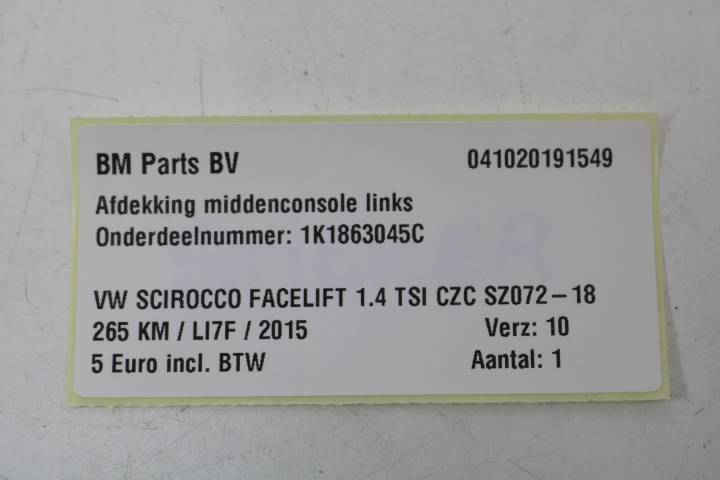 BM Parts BV 041020191549
Afdekking middenconsole links
Onderdeelnummer: 1K1863045C
VW SCIROCCO FACELIFT 1.4 TSI CZC SZ072-18
265 KM / LI7F / 2015 Verz: 10
5 Euro incl. BTW Aantal: 1